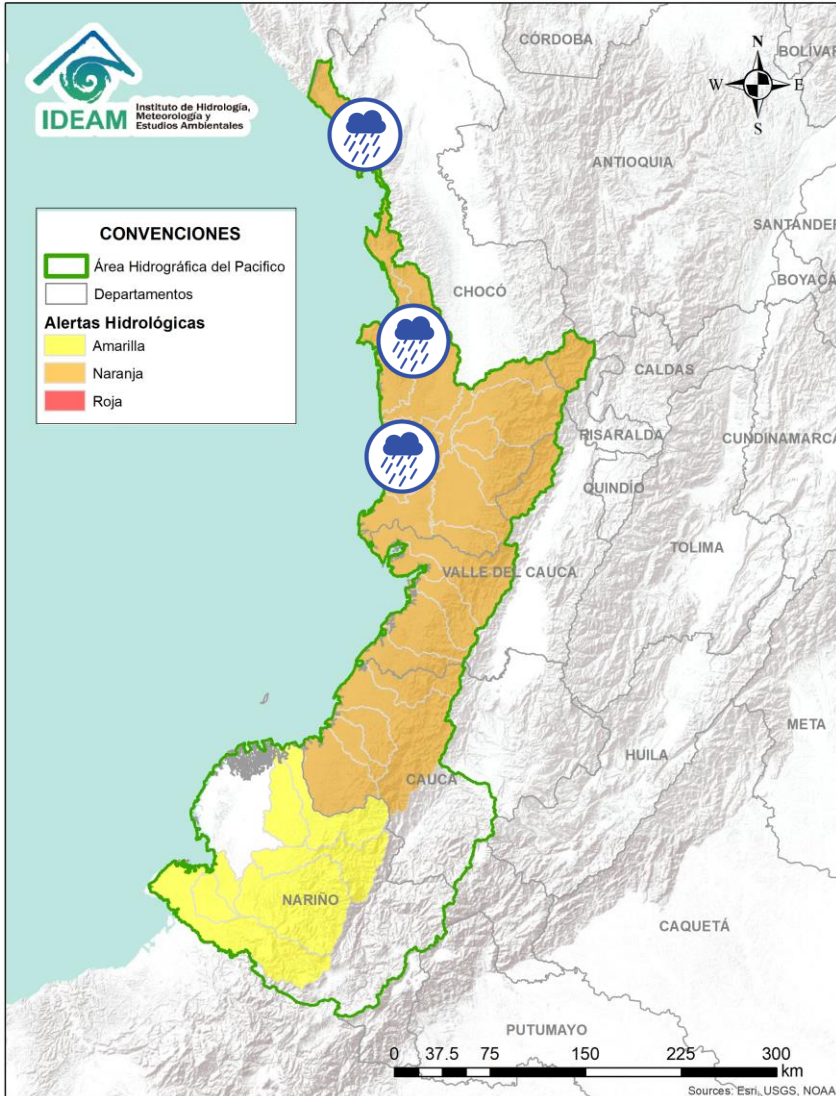 IDEAM
Instituto de Hidrología,
Meteorología y
Estudios Ambientales
CÓRDOBA
BOLÍVAR
N
W E
S
ANTIOQUIA
SANTANDER
BOYACÁ
CONVENCIONES
Área Hidrográfica del Pacifico
Departamentos
Alertas Hidrológicas
Amarilla
Naranja
Roja
CHOCÓ
CALDAS
RISARALDA
CUNDINAMARCA
QUINDÍO
TOLIMA
VALLE DEL CAUCA
META
HUILA
CAUCA
NARIÑO
CAQUETÁ
PUTUMAYO
0 37.5 75 150 225 300
km
Sources: Esri, USGS, NOAA